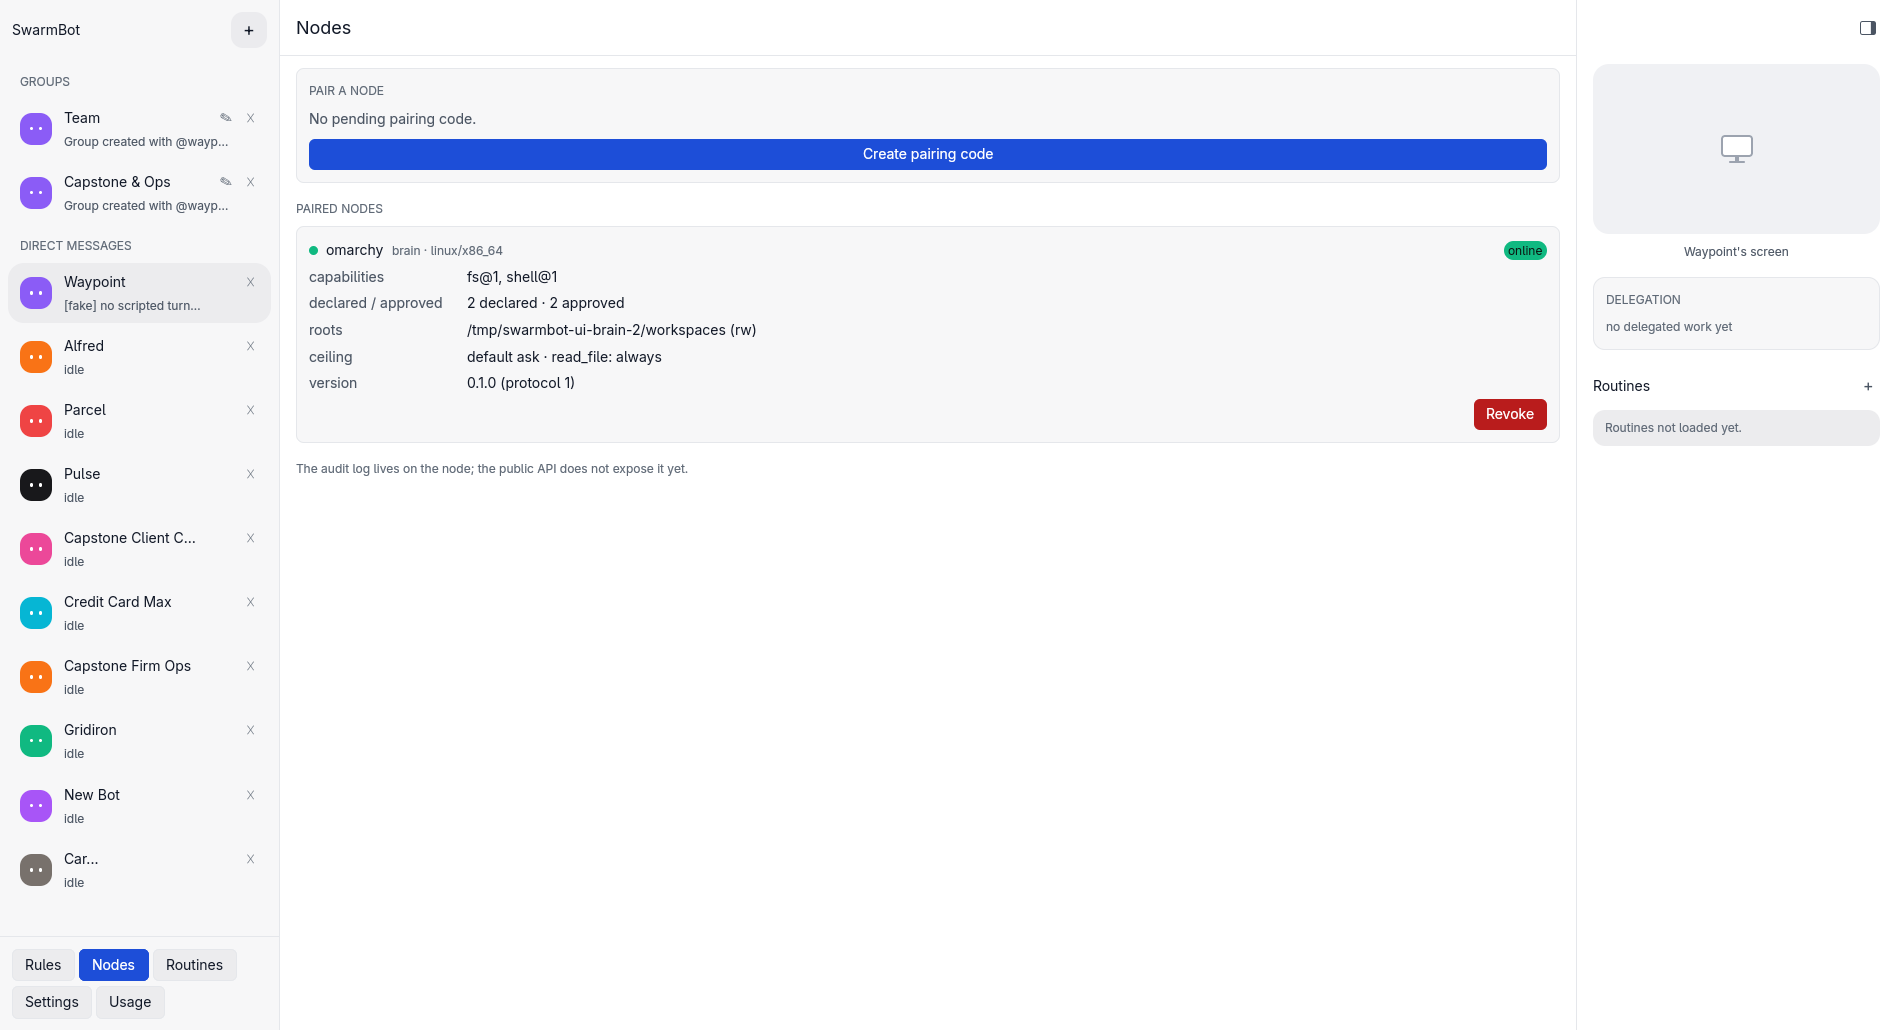 SwarmBot
+
GROUPS
Team
✎ X
Group created with @wayp...
Capstone & Ops
✎ X
Group created with @wayp...
DIRECT MESSAGES
Waypoint
X
[fake] no scripted turn...
Alfred
X
idle
Parcel
X
idle
Pulse
X
idle
Capstone Client C...
X
idle
Credit Card Max
X
idle
Capstone Firm Ops
X
idle
Gridiron
X
idle
New Bot
X
idle
Car...
X
idle
Rules
Nodes
Routines
Settings
Usage
Nodes
PAIR A NODE
No pending pairing code.
Create pairing code
PAIRED NODES
omarchy brain · linux/x86_64
online
capabilities fs@1, shell@1
declared / approved 2 declared · 2 approved
roots /tmp/swarmbot-ui-brain-2/workspaces (rw)
ceiling default ask · read_file: always
version 0.1.0 (protocol 1)
Revoke
The audit log lives on the node; the public API does not expose it yet.
Waypoint's screen
DELEGATION
no delegated work yet
Routines +
Routines not loaded yet.